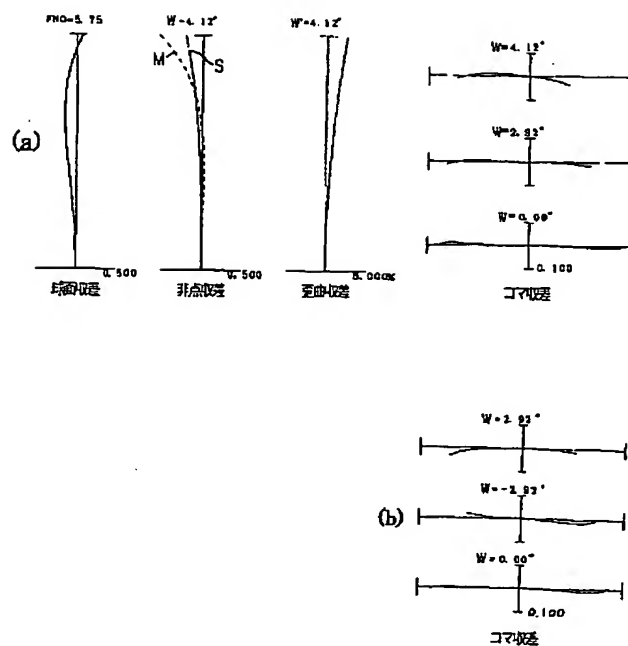 (a)
FNO=5.75
0.500
球面収差
W=4.12°
M
S
0.500
非点収差
W=4.12°
5.000%
歪曲収差
W=4.12°
W=2.92°
W=0.00°
0.100
コマ収差
(b)
W=2.92°
W=-2.92°
W=0.00°
0.100
コマ収差